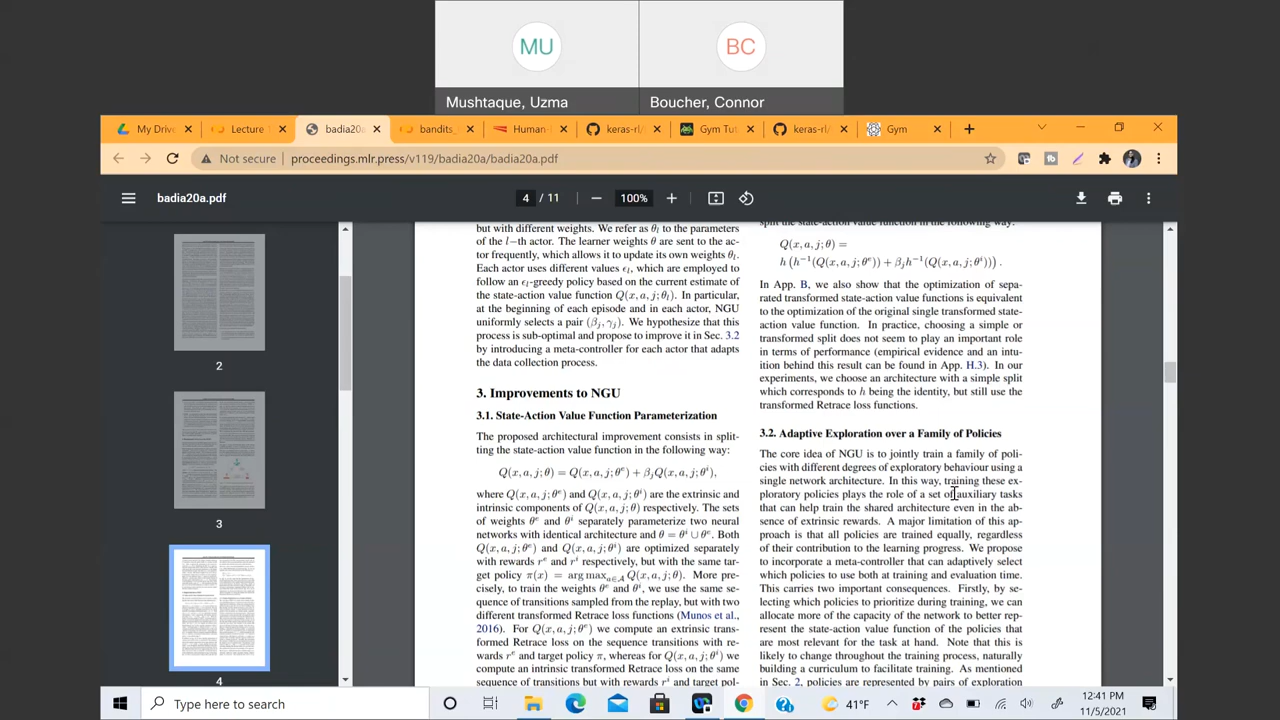 MU
BC
Mushtaque, Uzma
Boucher, Connor
My Drive
Lecture
badia20a
bandits_
Human-
keras-rl/
Gym Tut
keras-rl/
Gym
Not secure
proceedings.mlr.press/v119/badia20a/badia20a.pdf
badia20a.pdf
4 / 11
100%
2
3
4
but with different weights. We refer as θl to the parameters
of the l−th actor. The learner weights θ are sent to the ac-
tor frequently, which allows it to update its own weights θl.
Each actor uses different values ϵl, which are employed to
follow an ϵl-greedy policy based on the current estimate of
the state-action value function Q(x, a, j; θl). In particular,
at the beginning of each episode and in each actor, NGU
uniformly selects a pair (βj, γj). We hypothesize that this
process is sub-optimal and propose to improve it in Sec. 3.2
by introducing a meta-controller for each actor that adapts
the data collection process.
3. Improvements to NGU
3.1. State-Action Value Function Parameterization
The proposed architectural improvement consists in split-
ting the state-action value function in the following way:
Q(x, a, j; θ) = Q(x, a, j; θᵉ) + βjQ(x, a, j; θⁱ),
where Q(x, a, j; θᵉ) and Q(x, a, j; θⁱ) are the extrinsic and
intrinsic components of Q(x, a, j; θ) respectively. The sets
of weights θᵉ and θⁱ separately parameterize two neural
networks with identical architecture and θ = θⁱ ∪ θᵉ. Both
Q(x, a, j; θᵉ) and Q(x, a, j; θⁱ) are optimized separately
with rewards rᵉ and rⁱ respectively, but with the same tar-
get policy π(x) = arg maxa∈A Q(x, a, j; θ). More pre-
cisely, to train the weights θᵉ and θⁱ, we use the same se-
quence of transitions sampled from the replay, but with two
different transformed Retrace loss functions (Munos et al.,
2016). For Q(x, a, j; θᵉ) we compute an extrinsic trans-
formed Retrace loss on the sequence transitions with re-
wards rᵉ and target policy π, whereas for Q(x, a, j; θⁱ) we
compute an intrinsic transformed Retrace loss on the same
sequence of transitions but with rewards rⁱ and target pol-
split the state-action value function in the following way:
Q(x, a, j; θ) =
h (h⁻¹(Q(x, a, j; θᵉ)) + βjh⁻¹(Q(x, a, j; θⁱ))) .
In App. B, we also show that the optimization of sepa-
rated transformed state-action value functions is equivalent
to the optimization of the original single transformed state-
action value function. In practice, choosing a simple or
transformed split does not seem to play an important role
in terms of performance (empirical evidence and an intu-
ition behind this result can be found in App. H.3). In our
experiments, we choose an architecture with a simple split
which corresponds to h being the identity, but still use the
transformed Retrace loss functions.
3.2. Adaptive Exploration over a Family of Policies
The core idea of NGU is to jointly train a family of poli-
cies with different degrees of exploratory behaviour using a
single network architecture. In this way, training these ex-
ploratory policies plays the role of a set of auxiliary tasks
that can help train the shared architecture even in the ab-
sence of extrinsic rewards. A major limitation of this ap-
proach is that all policies are trained equally, regardless
of their contribution to the learning progress. We propose
to incorporate a meta-controller that can adaptively select
which policies to use both at training and evaluation time.
This carries two important consequences. Firstly, by se-
lecting which policies to prioritize during training, we can
allocate more of the capacity of the network to better rep-
resent the state-action value function of the policies that
are most relevant for the task at hand. Note that this is
likely to change throughout the training process, naturally
building a curriculum to facilitate training. As mentioned
in Sec. 2, policies are represented by pairs of exploration
Type here to search
41°F
12:41 PM
11/5/2021